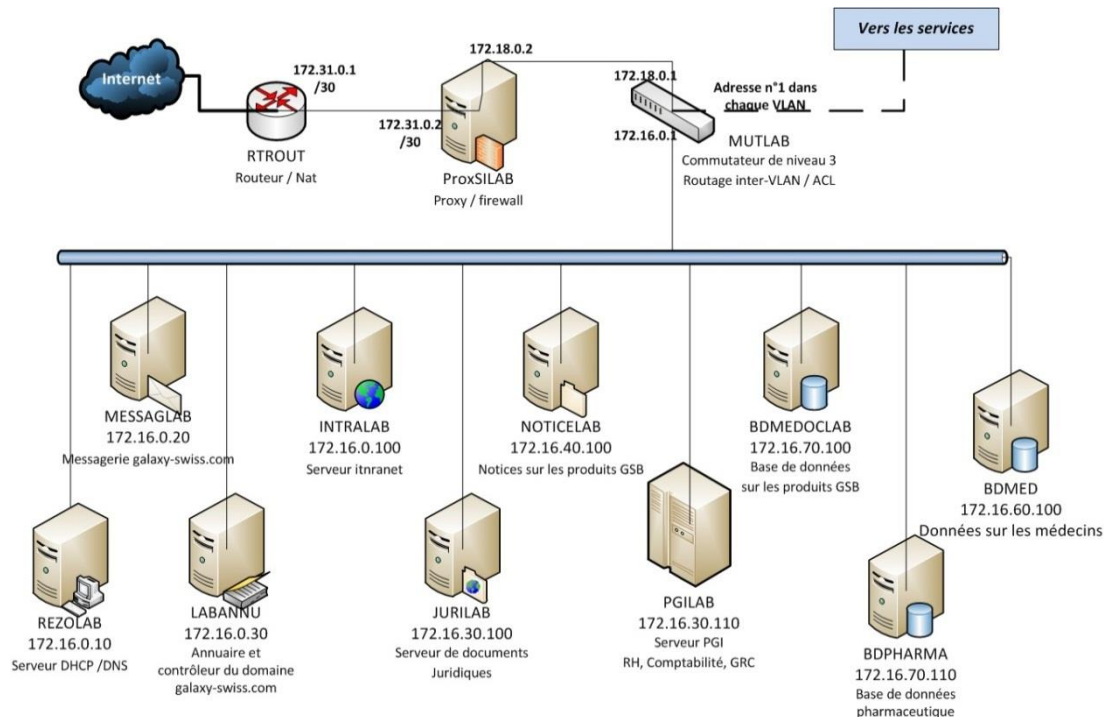 Vers les services
Internet
172.31.0.1
/30
172.18.0.2
172.18.0.1
Adresse n°1 dans
chaque VLAN
172.31.0.2
/30
172.16.0.1
RTROUT
Routeur / Nat
ProxSILAB
Proxy / firewall
MUTLAB
Commutateur de niveau 3
Routage inter-VLAN / ACL
MESSAGLAB
172.16.0.20
Messagerie galaxy-swiss.com
INTRALAB
172.16.0.100
Serveur itnranet
NOTICELAB
172.16.40.100
Notices sur les produits GSB
BDMEDOCLAB
172.16.70.100
Base de données
sur les produits GSB
BDMED
172.16.60.100
Données sur les médecins
REZOLAB
172.16.0.10
Serveur DHCP /DNS
LABANNU
172.16.0.30
Annuaire et
contrôleur du domaine
galaxy-swiss.com
JURILAB
172.16.30.100
Serveur de documents
Juridiques
PGILAB
172.16.30.110
Serveur PGI
RH, Comptabilité, GRC
BDPHARMA
172.16.70.110
Base de données
pharmaceutique